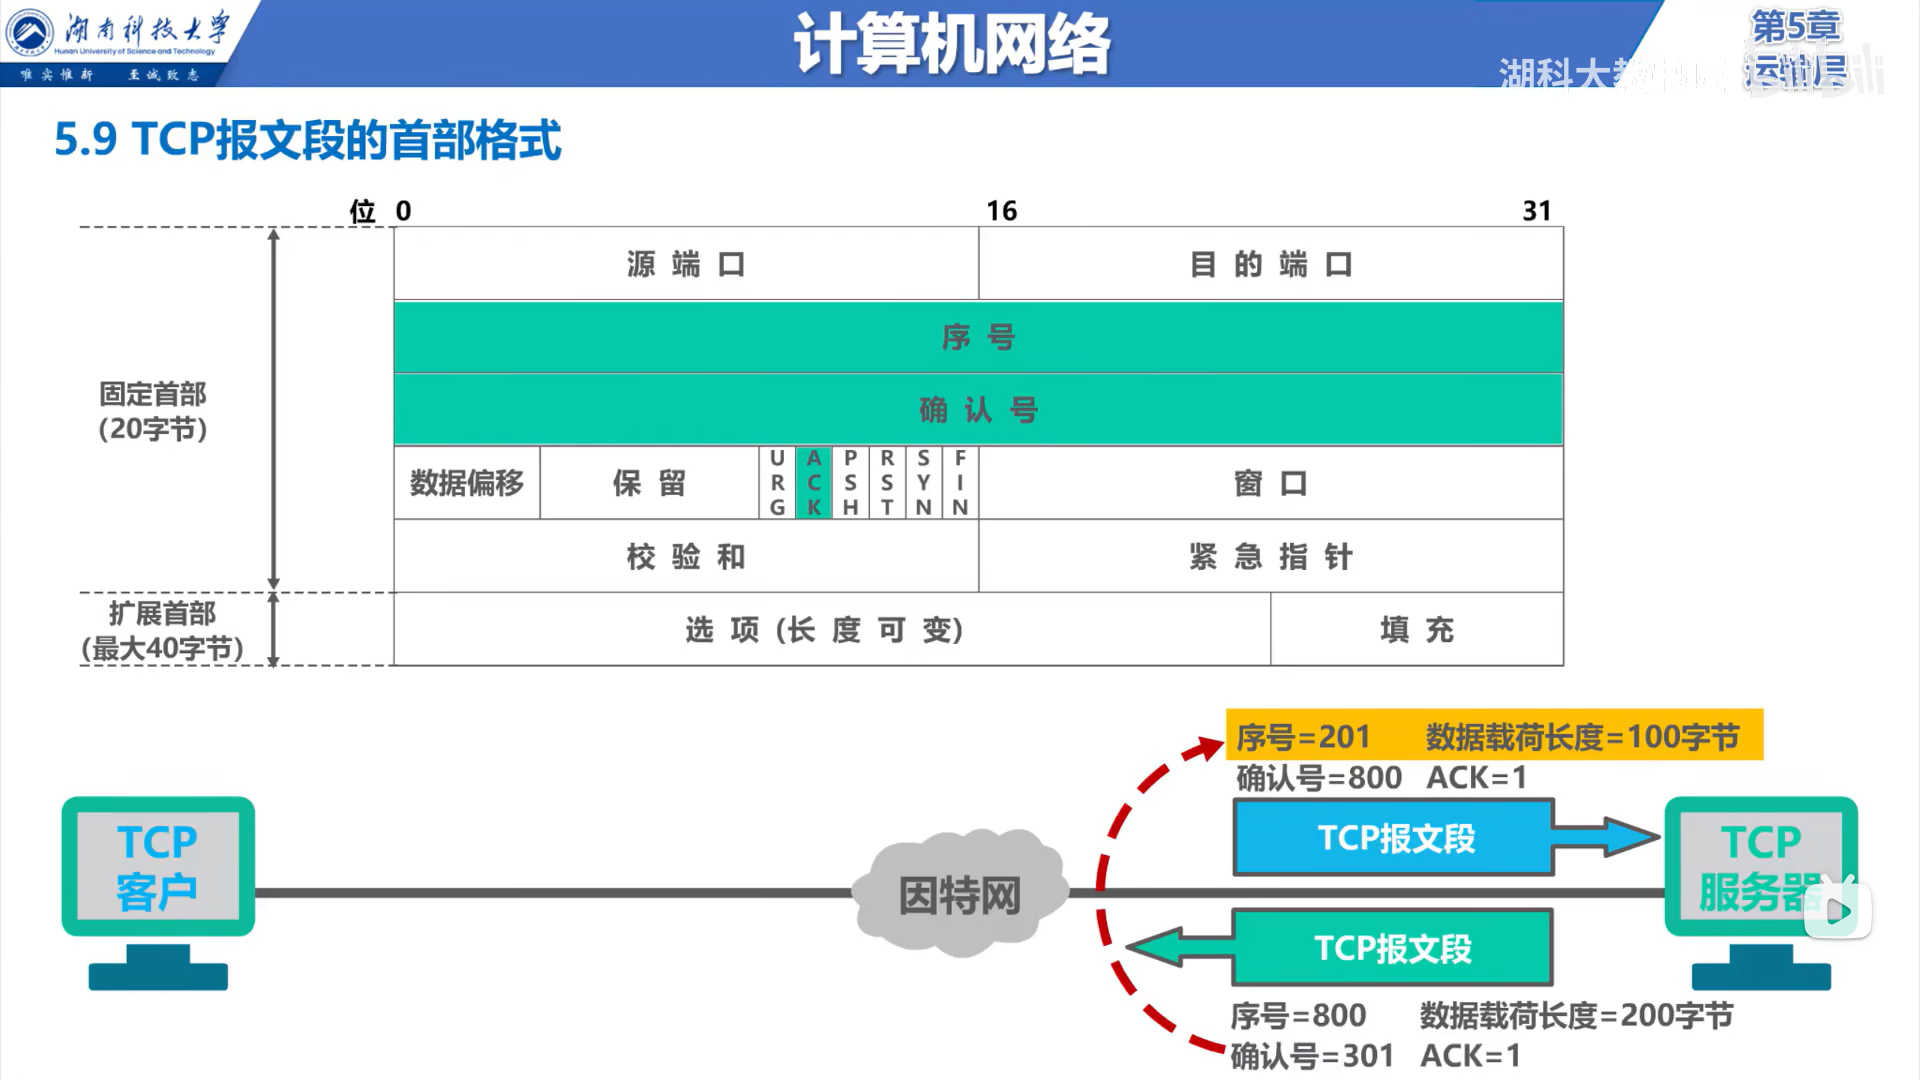 湖南科技大学
Hunan University of Science and Technology
唯实惟新 至诚致志
计算机网络
第5章
运输层
湖科大教
5.9 TCP报文段的首部格式
位 0 16 31
源端口 目的端口
序号
固定首部
(20字节)
确认号
数据偏移 保留 URG ACK PSH RST SYN FIN 窗口
校验和 紧急指针
扩展首部
(最大40字节)
选项(长度可变) 填充
序号=201 数据载荷长度=100字节
确认号=800 ACK=1
TCP报文段
TCP
客户
因特网
TCP
服务器
TCP报文段
序号=800 数据载荷长度=200字节
确认号=301 ACK=1